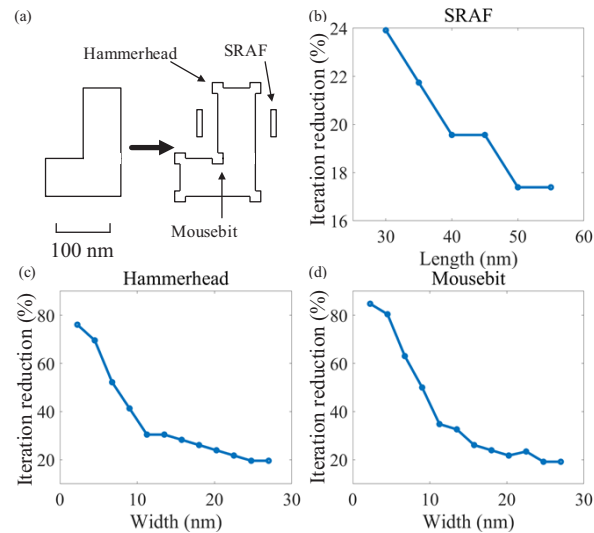 (a)
Hammerhead
SRAF
Mousebit
100 nm
(b)
SRAF
Iteration reduction (%)
24
22
20
18
16
30
40
50
60
Length (nm)
(c)
Hammerhead
Iteration reduction (%)
80
60
40
20
0
10
20
30
Width (nm)
(d)
Mousebit
Iteration reduction (%)
80
60
40
20
0
10
20
30
Width (nm)